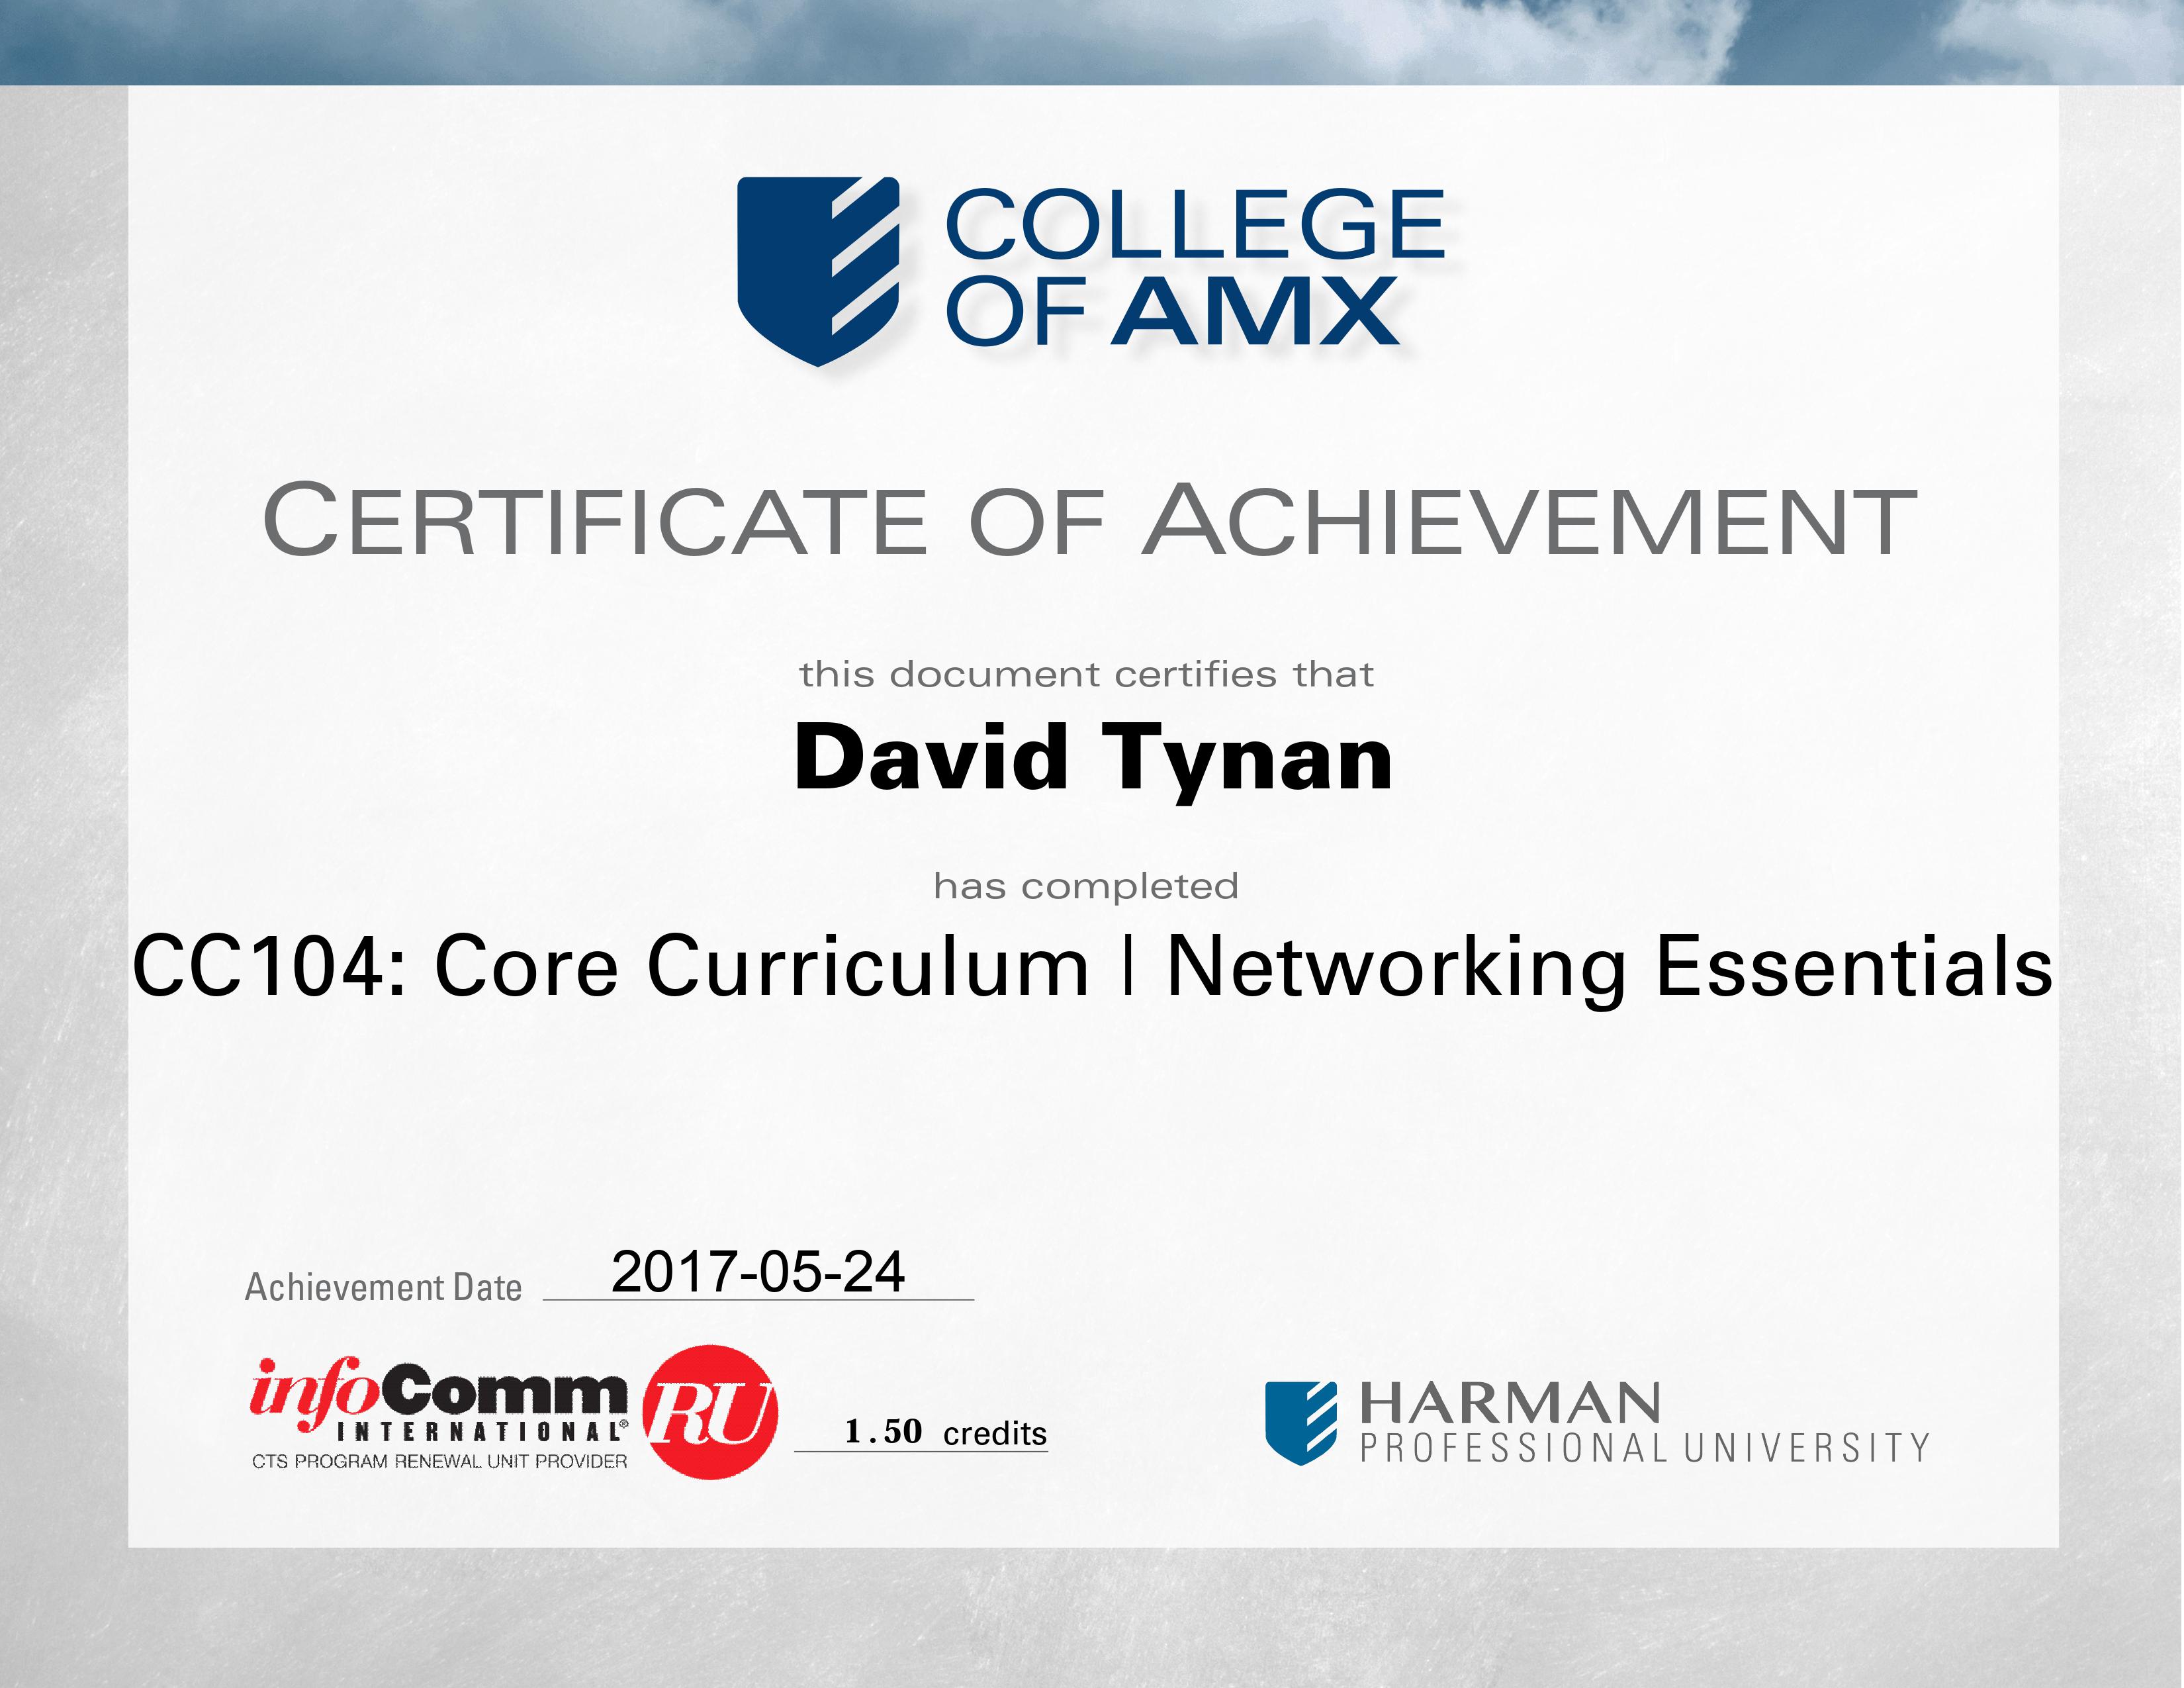 COLLEGE
OF AMX
CERTIFICATE OF ACHIEVEMENT
this document certifies that
David Tynan
has completed
CC104: Core Curriculum | Networking Essentials
Achievement Date 2017-05-24
infoComm
INTERNATIONAL®
CTS PROGRAM RENEWAL UNIT PROVIDER
RU
1.50 credits
HARMAN
PROFESSIONAL UNIVERSITY